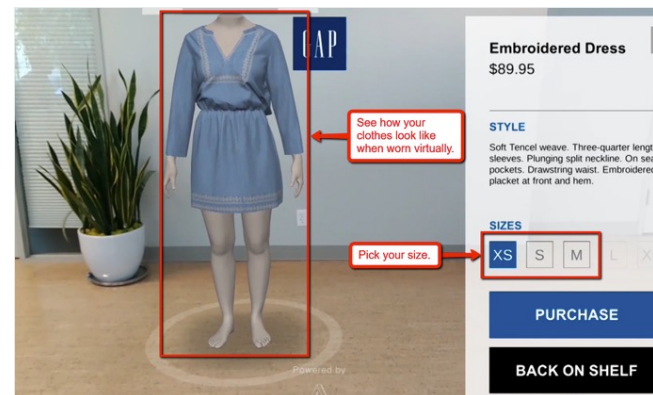 GAP
Embroidered Dress
$89.95
See how your
clothes look like
when worn virtually.
STYLE
Soft Tencel weave. Three-quarter
sleeves. Plunging split neckline. On
pockets. Drawstring waist. Embroidered
placket at front and hem.
SIZES
Pick your size.
XS S M L
PURCHASE
BACK ON SHELF
Powered by